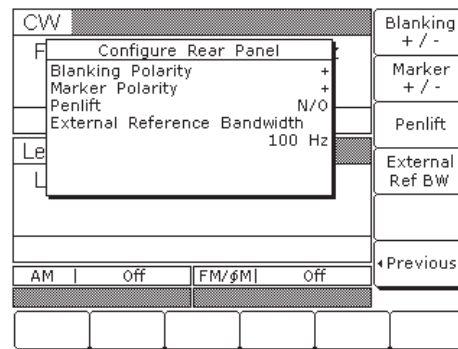 CW
F
Configure Rear Panel
Blanking Polarity +
Marker Polarity +
Penlift N/O
External Reference Bandwidth
100 Hz
Le
L
AM | Off FM/ϕM| Off
Blanking
+ / -
Marker
+ / -
Penlift
External
Ref BW
Previous